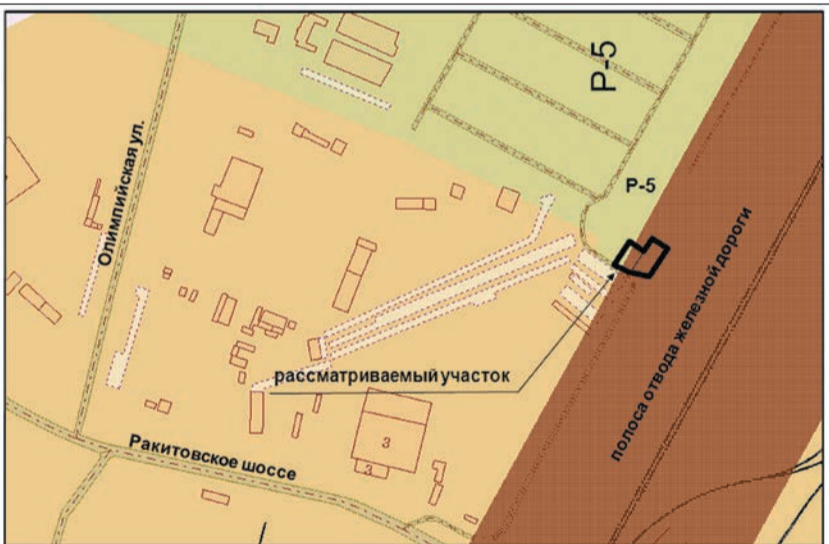 Р-5
Олимпийская ул.
Р-5
полоса отвода железной дороги
рассматриваемый участок
3
3
Ракитовское шоссе